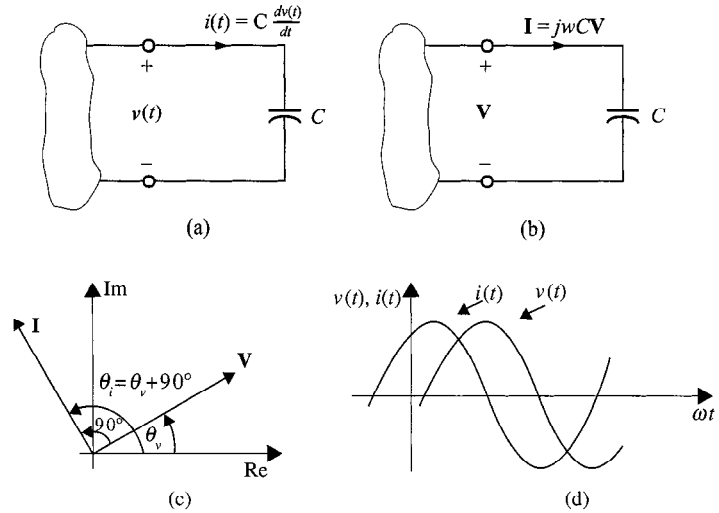 i(t) = C dv(t)/dt
+
v(t)
C
−
(a)
I = jwCV
+
V
C
−
(b)
Im
I
V
θi=θv+90°
90°
θv
Re
(c)
v(t), i(t)
i(t)
v(t)
ωt
(d)